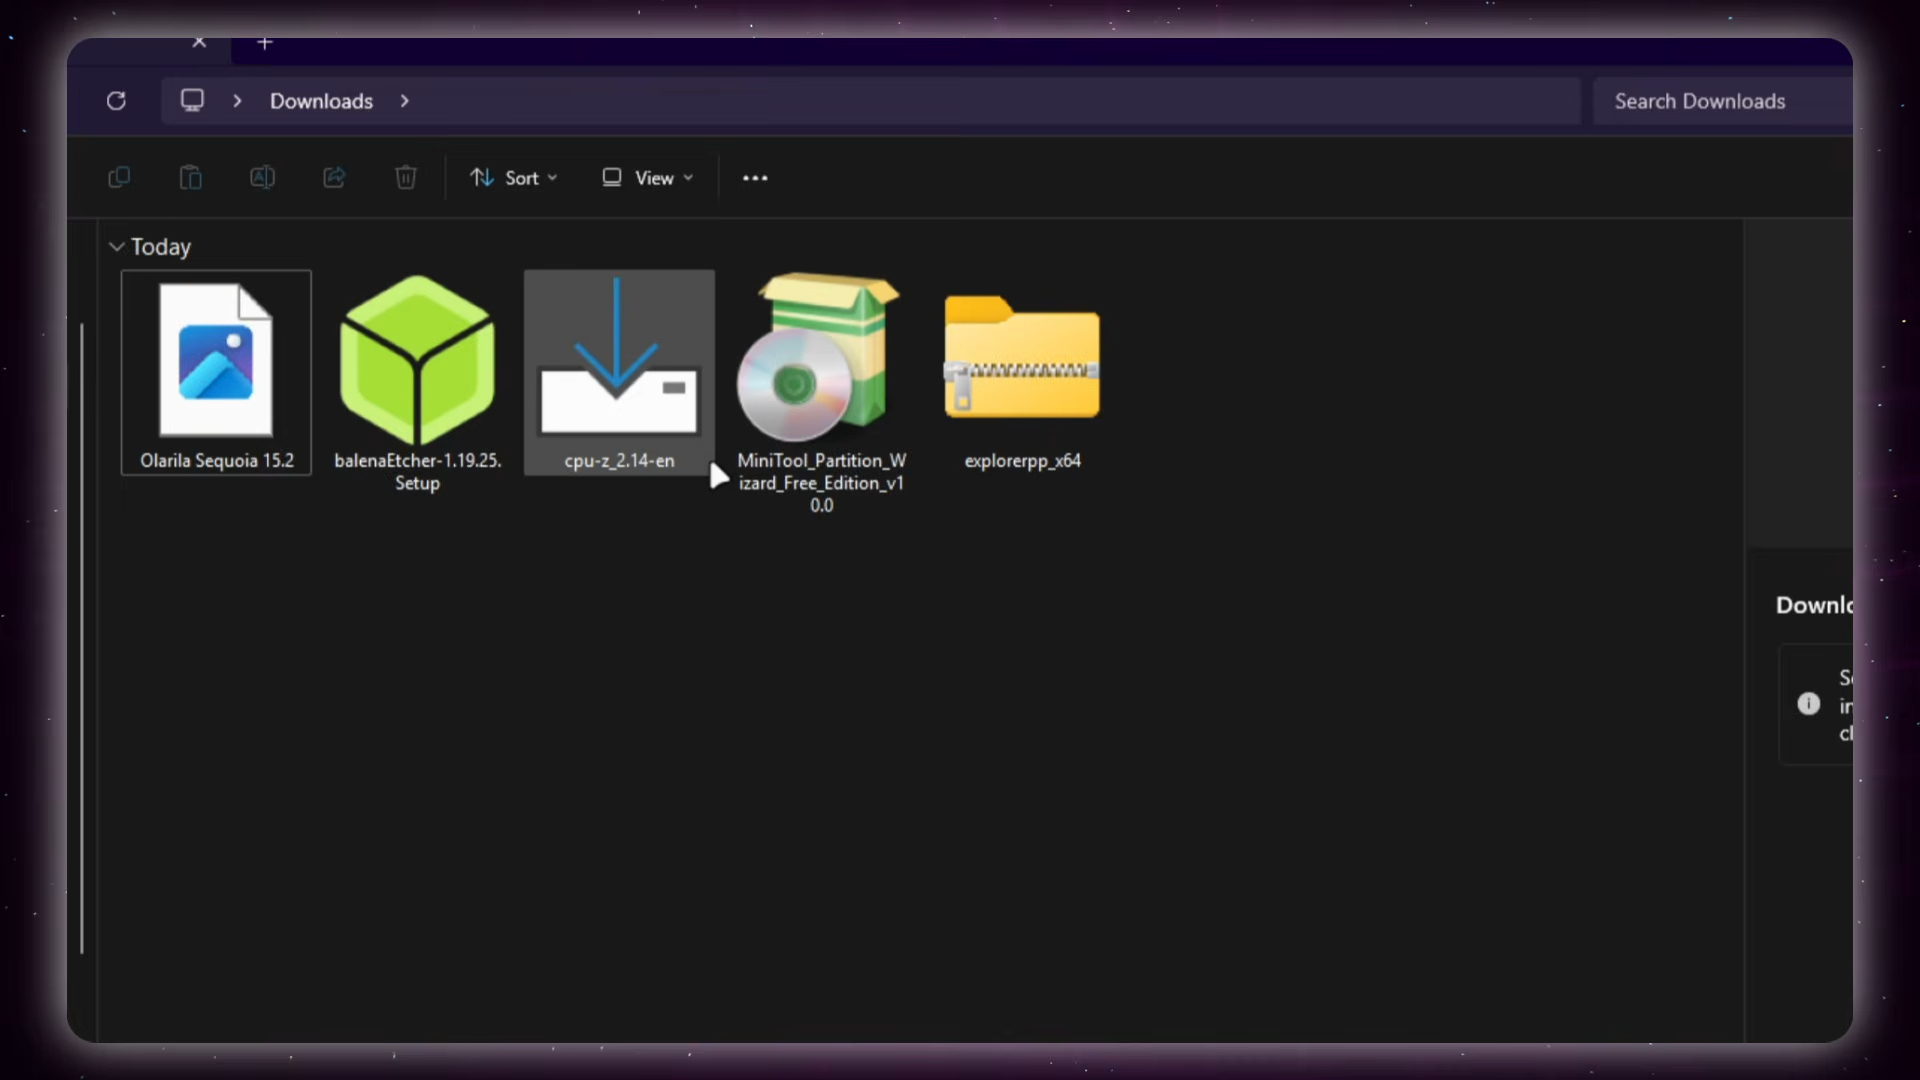 Downloads
Search Downloads
Sort
View
Today
Olarila Sequoia 15.2
balenaEtcher-1.19.25.
Setup
cpu-z_2.14-en
MiniTool_Partition_W
izard_Free_Edition_v1
0.0
explorerpp_x64